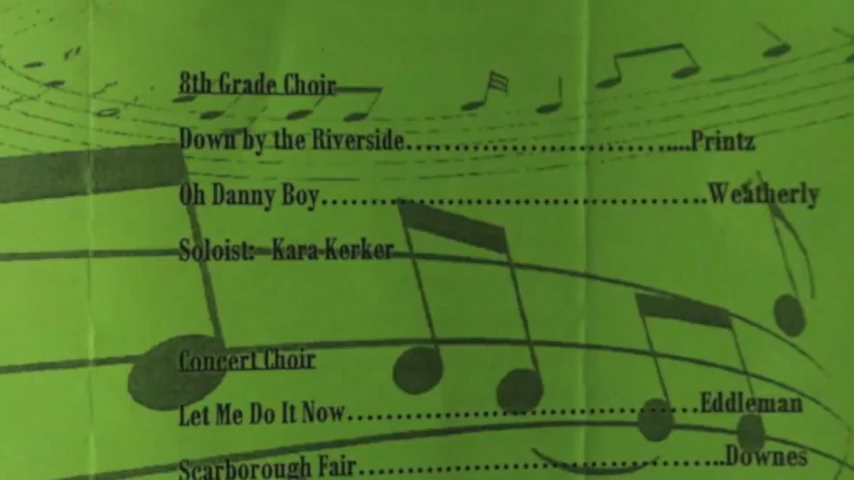 8th Grade Choir
Down by the Riverside..............................Printz
Oh Danny Boy.......................................Weatherly
Soloist: Kara Kerker
Concert Choir
Let Me Do It Now....................................Eddleman
Scarborough Fair.....................................Downes